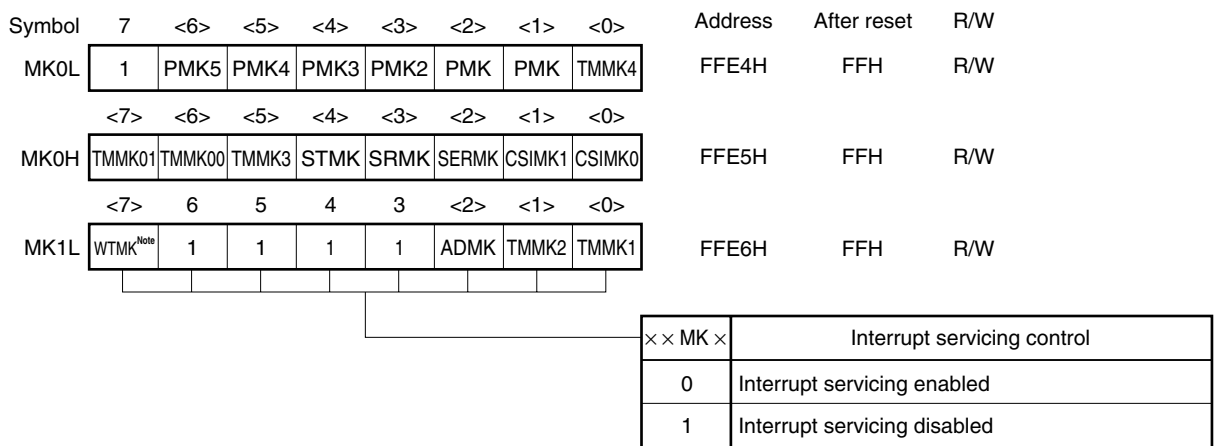 Symbol 7 <6> <5> <4> <3> <2> <1> <0> Address After reset R/W
MK0L 1 PMK5 PMK4 PMK3 PMK2 PMK PMK TMMK4 FFE4H FFH R/W
<7> <6> <5> <4> <3> <2> <1> <0>
MK0H TMMK01 TMMK00 TMMK3 STMK SRMK SERMK CSIMK1 CSIMK0 FFE5H FFH R/W
<7> 6 5 4 3 <2> <1> <0>
MK1L WTMK Note 1 1 1 1 ADMK TMMK2 TMMK1 FFE6H FFH R/W
××MK× Interrupt servicing control
0 Interrupt servicing enabled
1 Interrupt servicing disabled